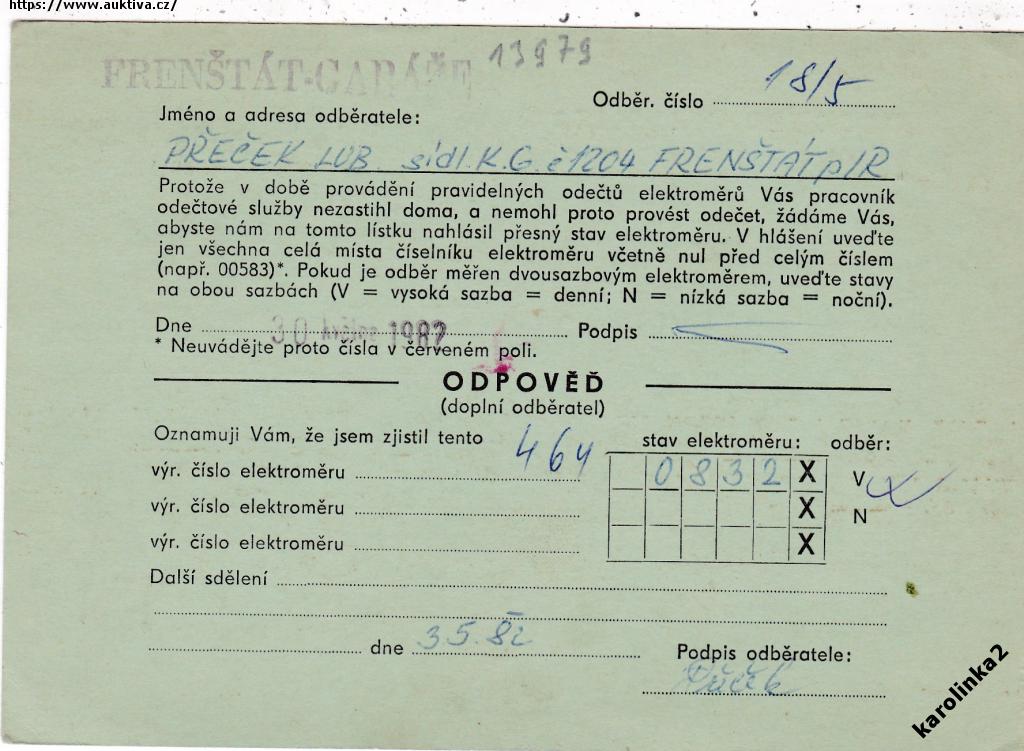 https://www.auktiva.cz/
FRENŠTÁT-GARÁŽE 13979
Odběr. číslo 18/5
Jméno a adresa odběratele:
PŘEČEK LUB. sídl. K.G. č 1204 FRENŠTÁT p/R
Protože v době provádění pravidelných odečtů elektroměrů Vás pracovník
odečtové služby nezastihl doma, a nemohl proto provést odečet, žádáme Vás,
abyste nám na tomto lístku nahlásil přesný stav elektroměru. V hlášení uveďte
jen všechna celá místa číselníku elektroměru včetně nul před celým číslem
(např. 00583)*. Pokud je odběr měřen dvousazbovým elektroměrem, uveďte stavy
na obou sazbách (V = vysoká sazba = denní; N = nízká sazba = noční).
Dne 30. května 1982 Podpis
* Neuvádějte proto čísla v červeném poli.
ODPOVĚĎ
(doplní odběratel)
Oznamuji Vám, že jsem zjistil tento stav elektroměru: odběr:
výr. číslo elektroměru 464 0 8 3 2 X V
výr. číslo elektroměru X N
výr. číslo elektroměru X
Další sdělení
dne 3.5.82 Podpis odběratele:
Přeček
karolinka2